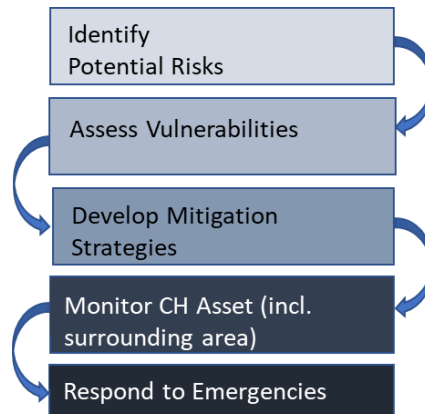 Identify
Potential Risks
Assess Vulnerabilities
Develop Mitigation
Strategies
Monitor CH Asset (incl.
surrounding area)
Respond to Emergencies